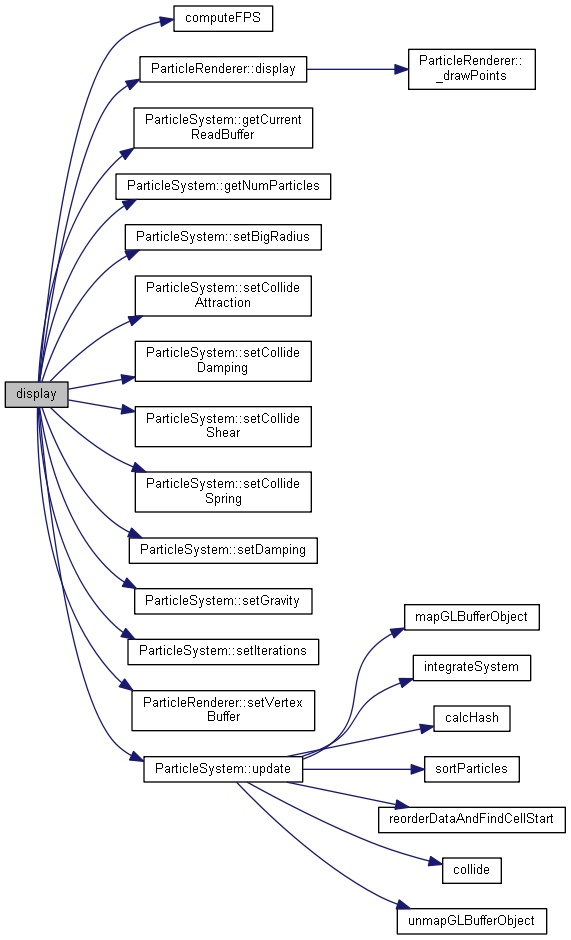 computeFPS
ParticleRenderer::display
ParticleRenderer::
_drawPoints
ParticleSystem::getCurrent
ReadBuffer
ParticleSystem::getNumParticles
ParticleSystem::setBigRadius
ParticleSystem::setCollide
Attraction
ParticleSystem::setCollide
Damping
display
ParticleSystem::setCollide
Shear
ParticleSystem::setCollide
Spring
ParticleSystem::setDamping
ParticleSystem::setGravity
ParticleSystem::setIterations
ParticleRenderer::setVertex
Buffer
ParticleSystem::update
mapGLBufferObject
integrateSystem
calcHash
sortParticles
reorderDataAndFindCellStart
collide
unmapGLBufferObject